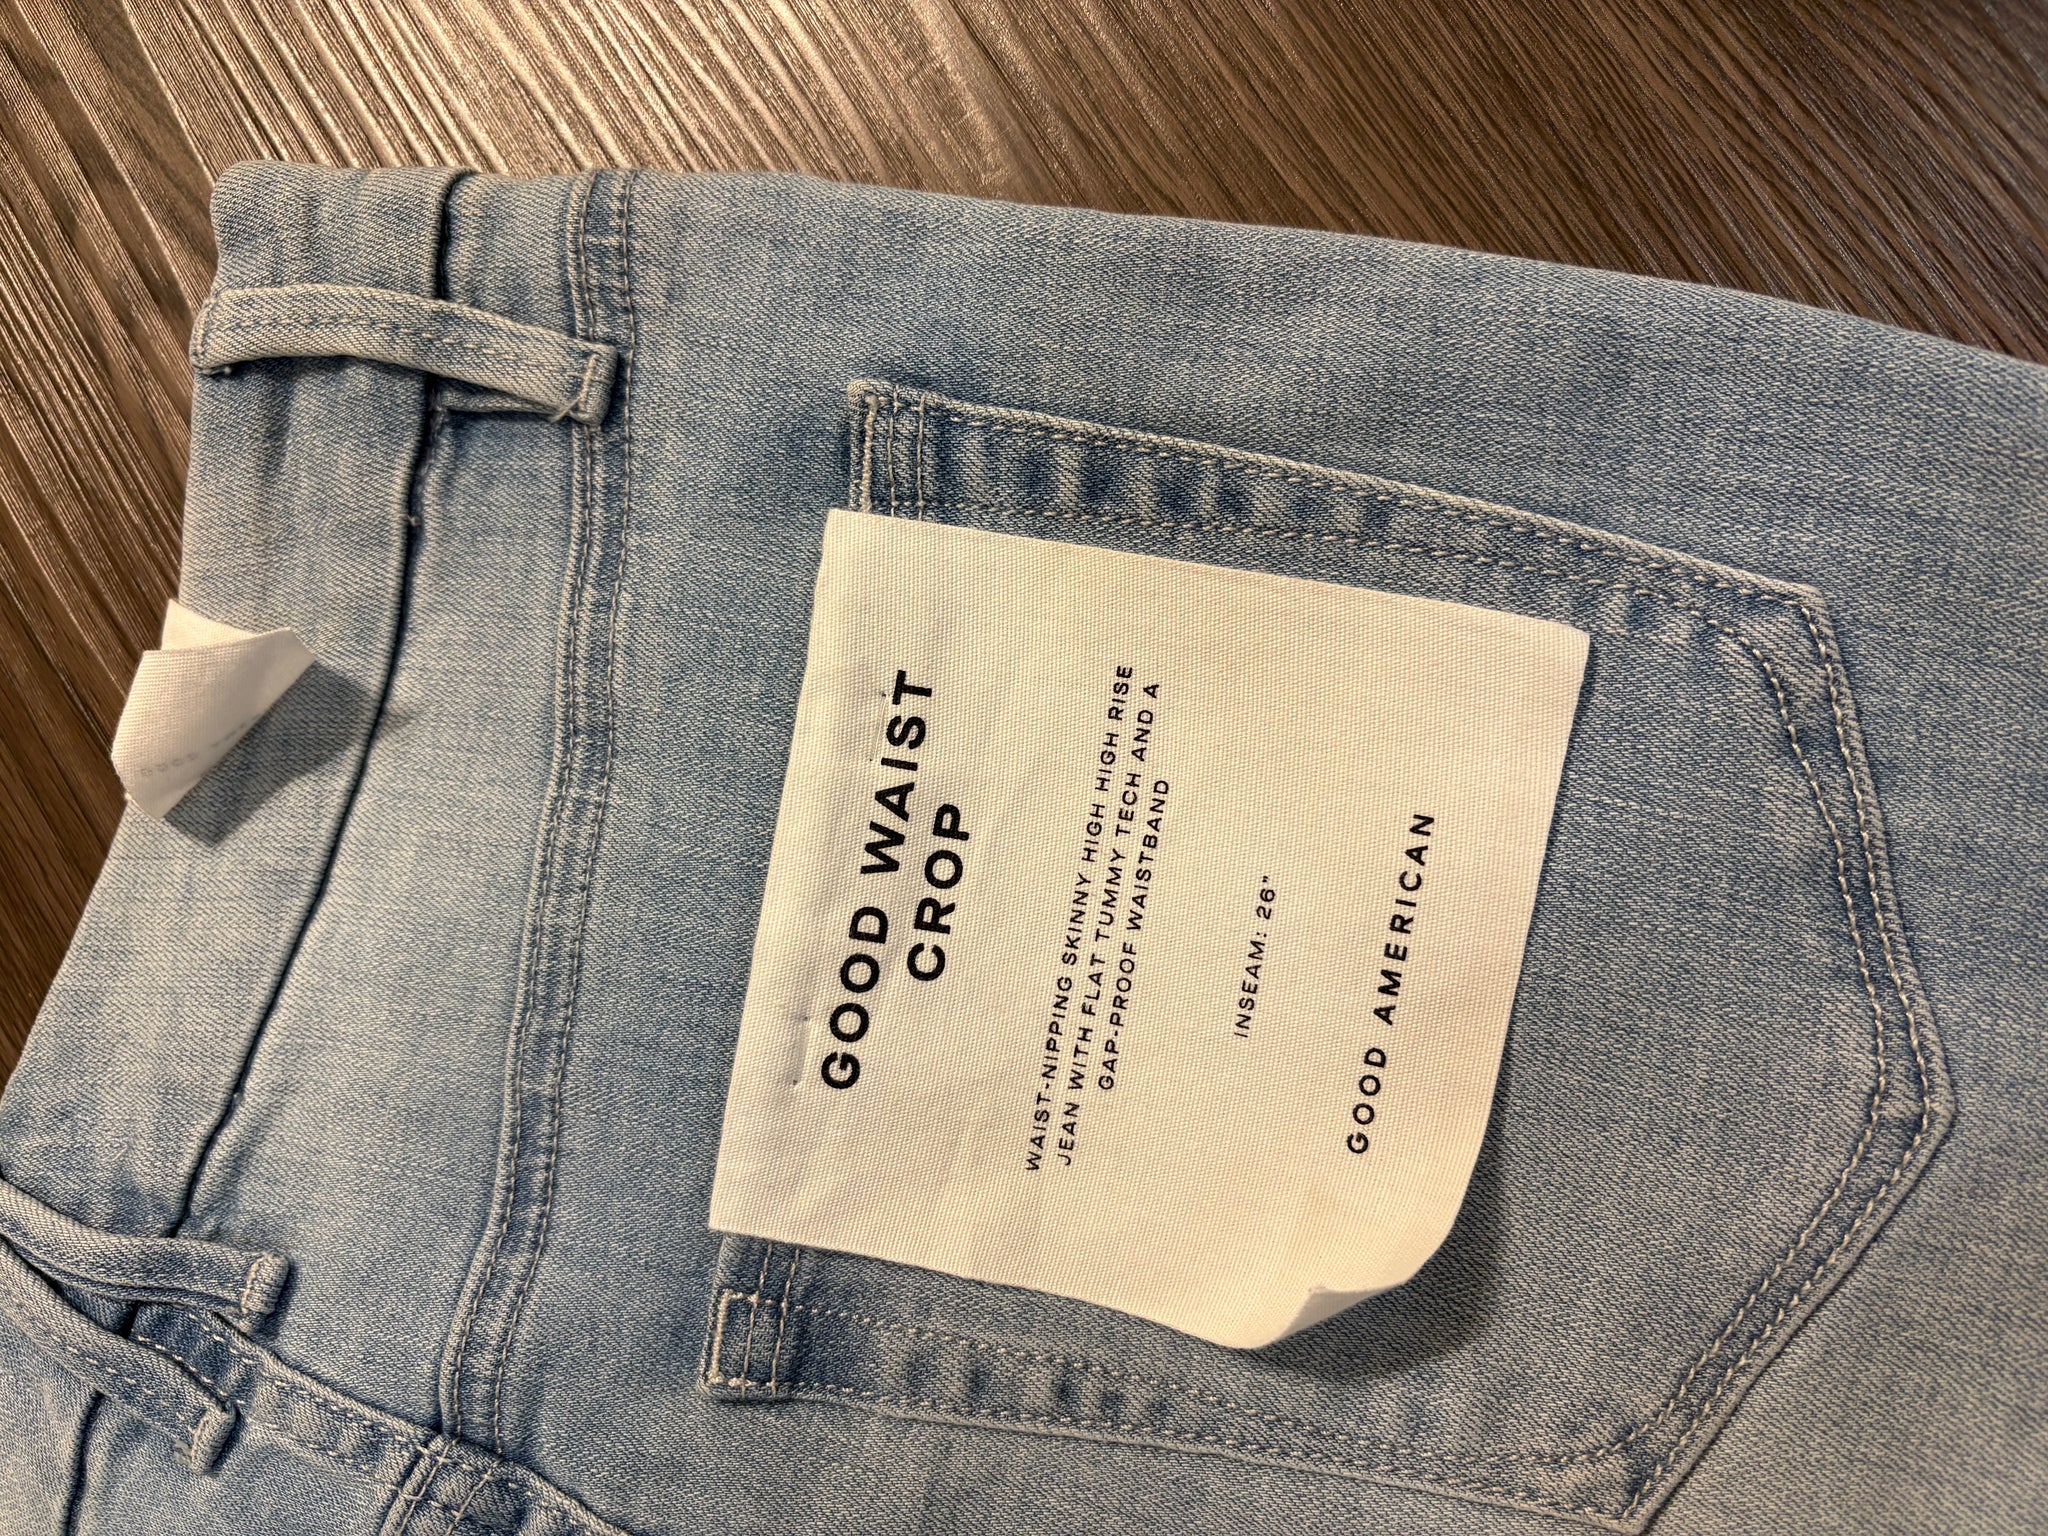 GOOD WAIST
CROP
WAIST-NIPPING SKINNY HIGH HIGH RISE
JEAN WITH FLAT TUMMY TECH AND A
GAP-PROOF WAISTBAND
INSEAM: 26"
GOOD AMERICAN